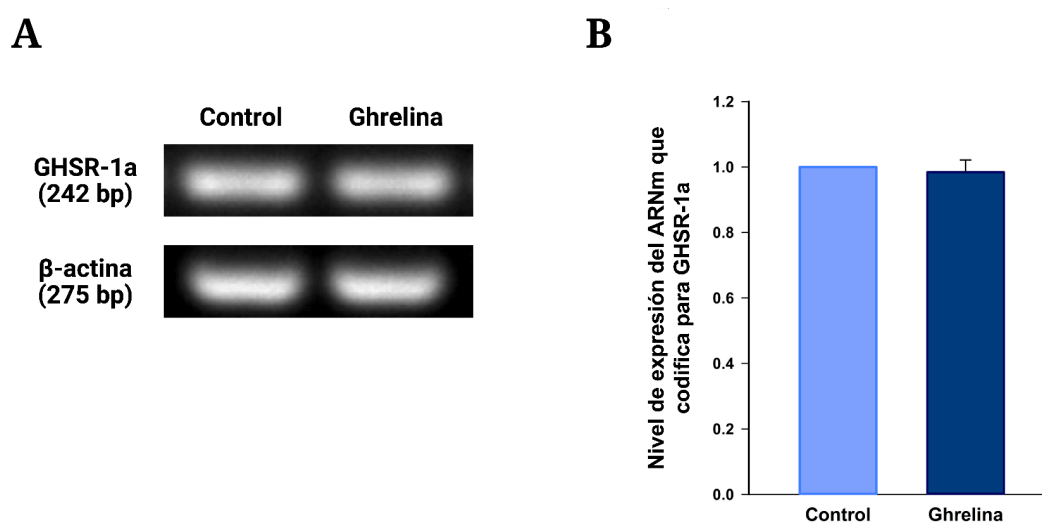 A
Control Ghrelina
GHSR-1a
(242 bp)
β-actina
(275 bp)
B
Nivel de expresión del ARNm que
codifica para GHSR-1a
1.2
1.0
0.8
0.6
0.4
0.2
0.0
Control Ghrelina